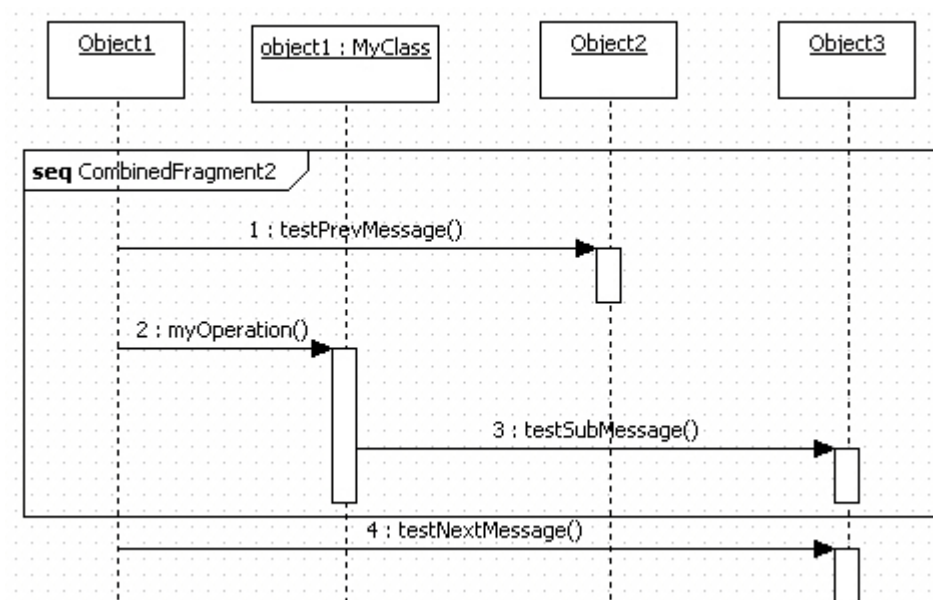 Object1
object1 : MyClass
Object2
Object3
seq CombinedFragment2
1 : testPrevMessage()
2 : myOperation()
3 : testSubMessage()
4 : testNextMessage()